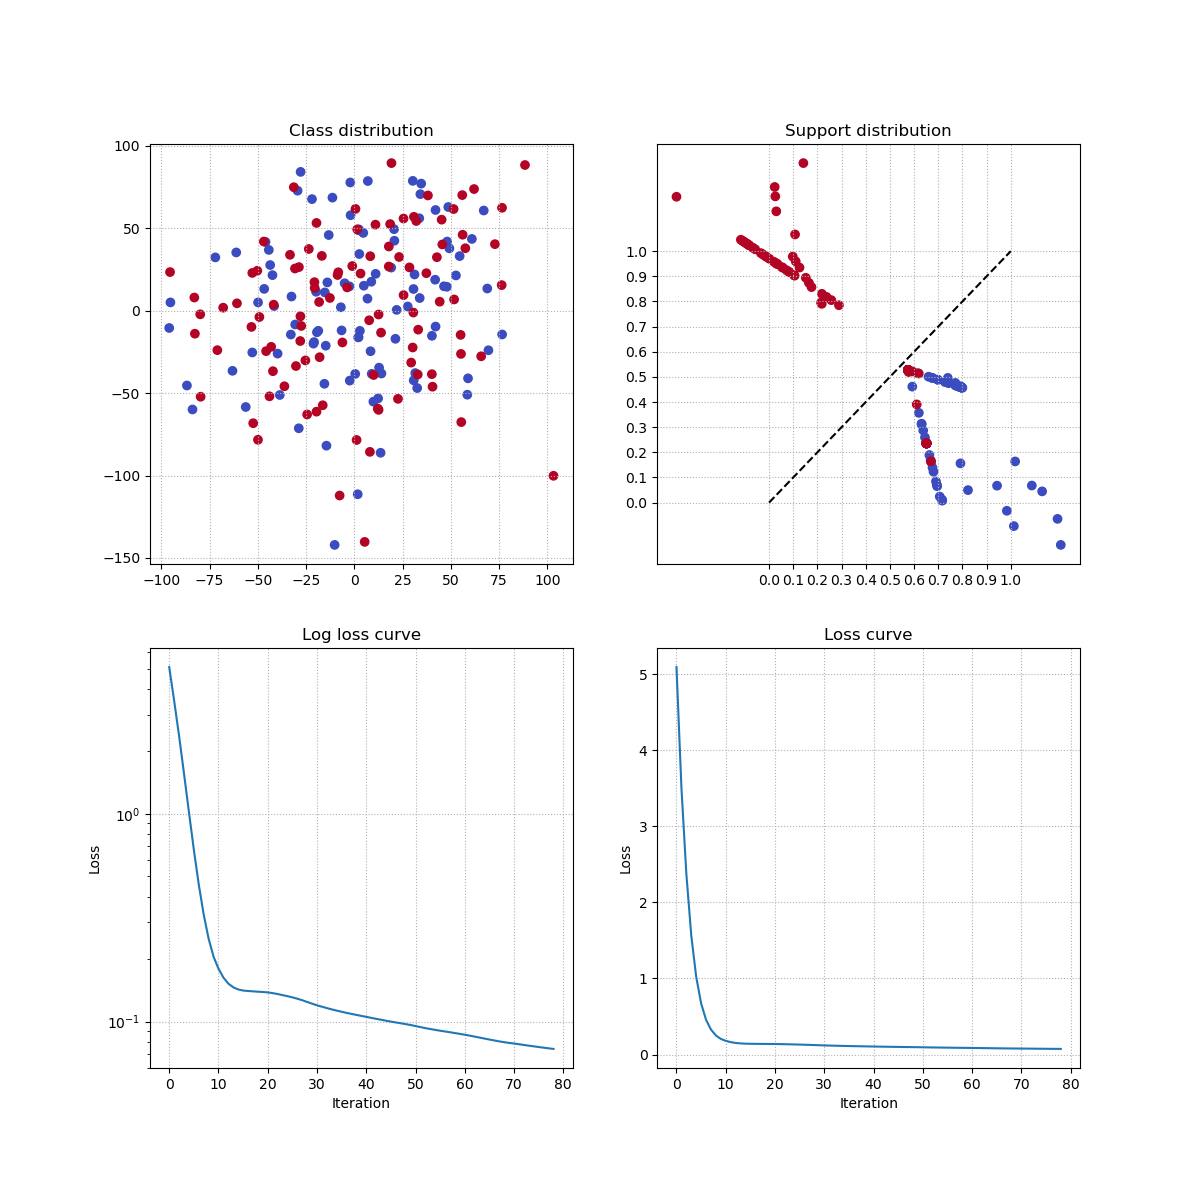 Class distribution
100
50
0
−50
−100
−150
−100 −75 −50 −25 0 25 50 75 100
Support distribution
1.0
0.9
0.8
0.7
0.6
0.5
0.4
0.3
0.2
0.1
0.0
0.0 0.1 0.2 0.3 0.4 0.5 0.6 0.7 0.8 0.9 1.0
Log loss curve
Loss
10⁰
10⁻¹
0 10 20 30 40 50 60 70 80
Iteration
Loss curve
Loss
5
4
3
2
1
0
0 10 20 30 40 50 60 70 80
Iteration